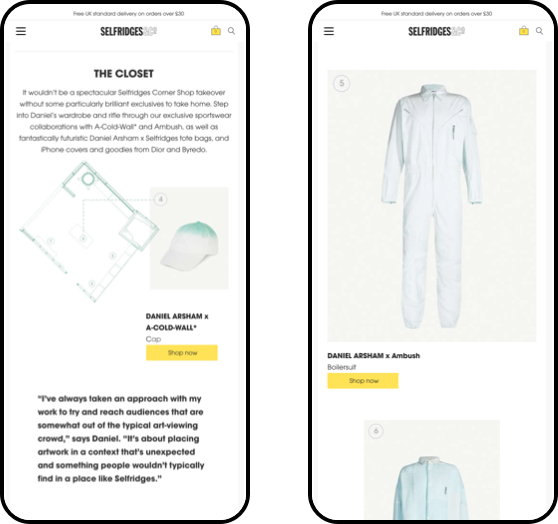 Free UK standard delivery on orders over $30
SELFRIDGES&Co
THE CLOSET
It wouldn't be a spectacular Selfridges Corner Shop takeover
without some particularly brilliant exclusives to take home. Step
into Daniel's wardrobe and rifle through our exclusive sportswear
collaborations with A-Cold-Wall* and Ambush, as well as
fantastically futuristic Daniel Arsham x Selfridges tote bags, and
iPhone covers and goodies from Dior and Byredo.
4
DANIEL ARSHAM x
A-COLD-WALL*
Cap
Shop now
"I've always taken an approach with my
work to try and reach audiences that are
somewhat out of the typical art-viewing
crowd," says Daniel. "It's about placing
artwork in a context that's unexpected
and something people wouldn't typically
find in a place like Selfridges."
Free UK standard delivery on orders over $30
SELFRIDGES&Co
5
DANIEL ARSHAM x Ambush
Boilersuit
Shop now
6